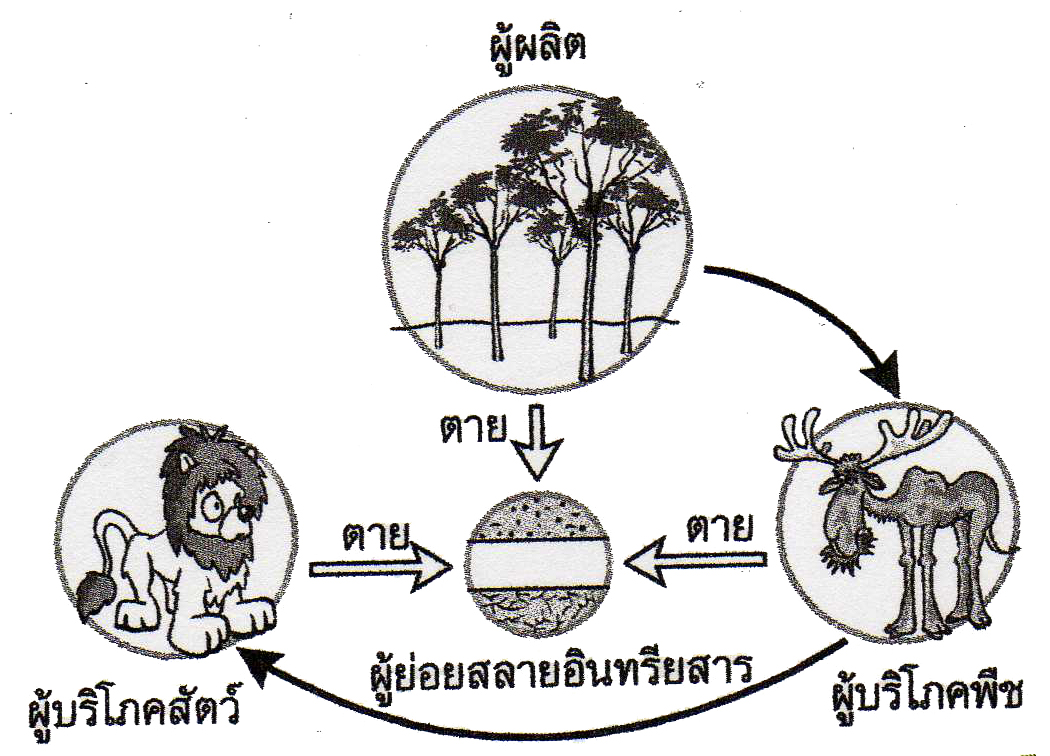 ผู้ผลิต
ตาย
ตาย
ตาย
ผู้ย่อยสลายอินทรียสาร
ผู้บริโภคสัตว์
ผู้บริโภคพืช